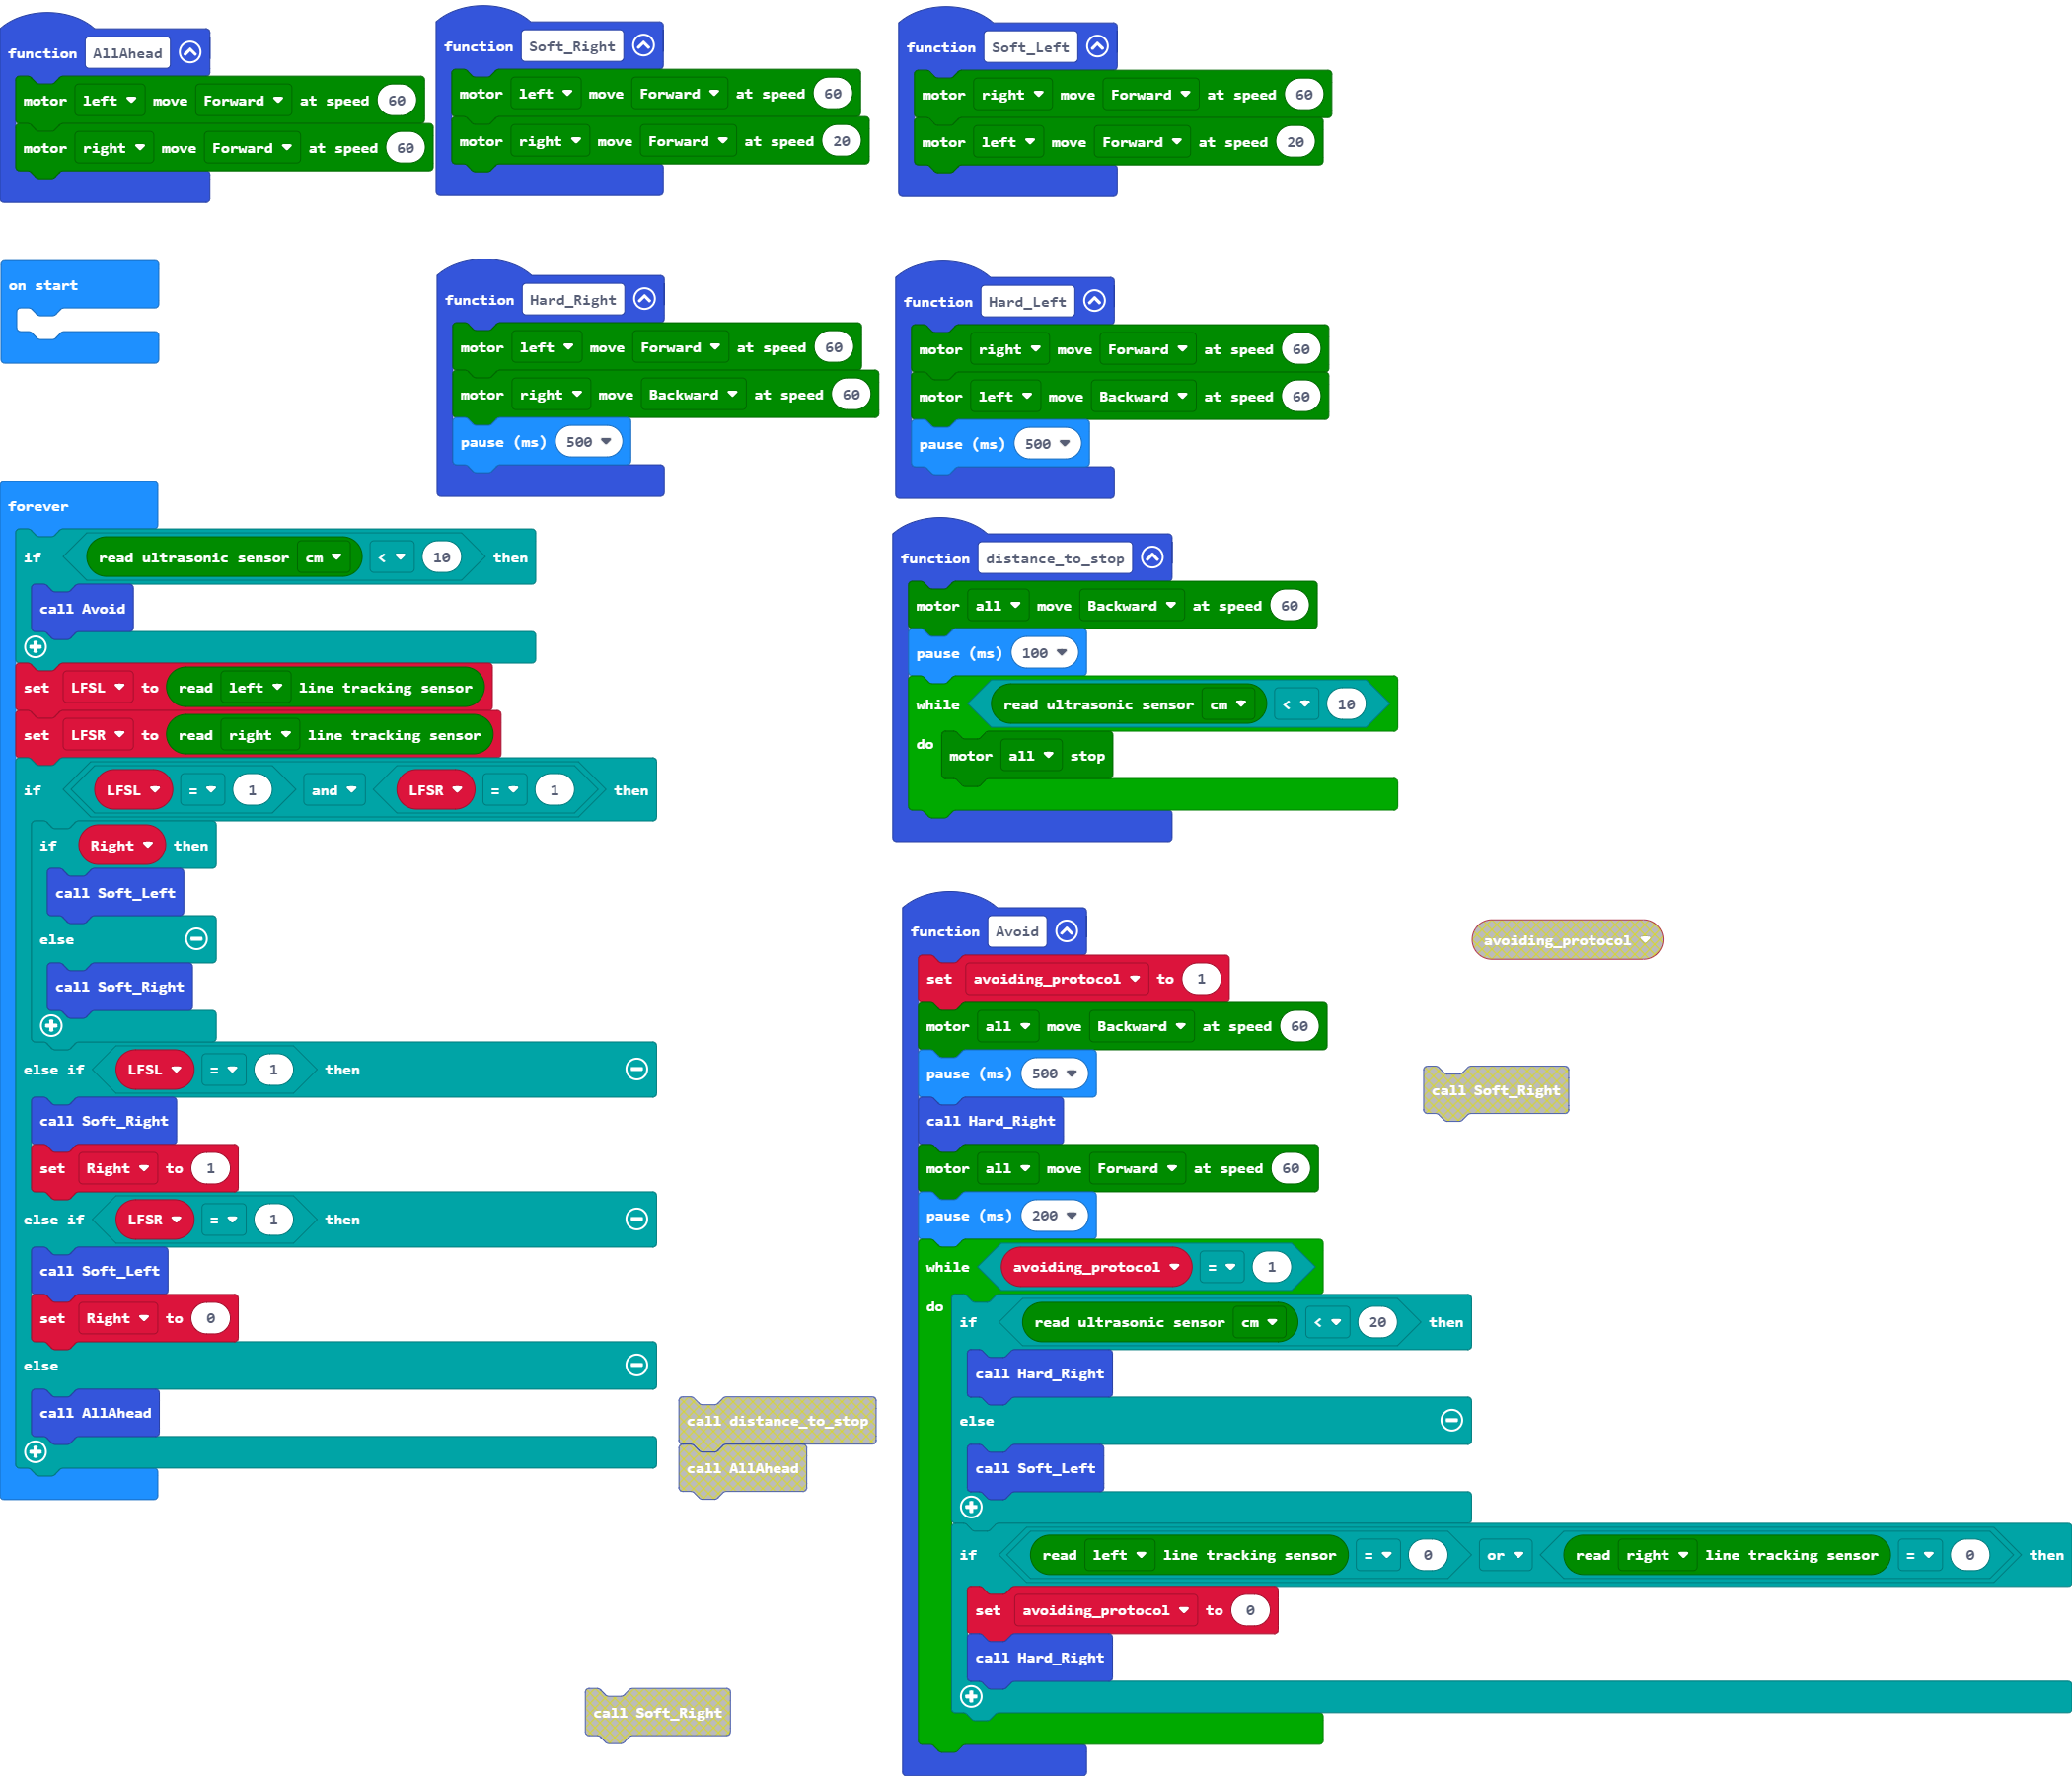 function AllAhead
motor left move Forward at speed 60
motor right move Forward at speed 60
function Soft_Right
motor left move Forward at speed 60
motor right move Forward at speed 20
function Soft_Left
motor right move Forward at speed 60
motor left move Forward at speed 20
on start
function Hard_Right
motor left move Forward at speed 60
motor right move Backward at speed 60
pause (ms) 500
function Hard_Left
motor right move Forward at speed 60
motor left move Backward at speed 60
pause (ms) 500
forever
if read ultrasonic sensor cm < 10 then
call Avoid
set LFSL to read left line tracking sensor
set LFSR to read right line tracking sensor
if LFSL = 1 and LFSR = 1 then
if Right then
call Soft_Left
else
call Soft_Right
else if LFSL = 1 then
call Soft_Right
set Right to 1
else if LFSR = 1 then
call Soft_Left
set Right to 0
else
call AllAhead
function distance_to_stop
motor all move Backward at speed 60
pause (ms) 100
while read ultrasonic sensor cm < 10
do motor all stop
function Avoid
set avoiding_protocol to 1
motor all move Backward at speed 60
pause (ms) 500
call Hard_Right
motor all move Forward at speed 60
pause (ms) 200
while avoiding_protocol = 1
do if read ultrasonic sensor cm < 20 then
call Hard_Right
else
call Soft_Left
if read left line tracking sensor = 0 or read right line tracking sensor = 0 then
set avoiding_protocol to 0
call Hard_Right
avoiding_protocol
call Soft_Right
call distance_to_stop
call AllAhead
call Soft_Right